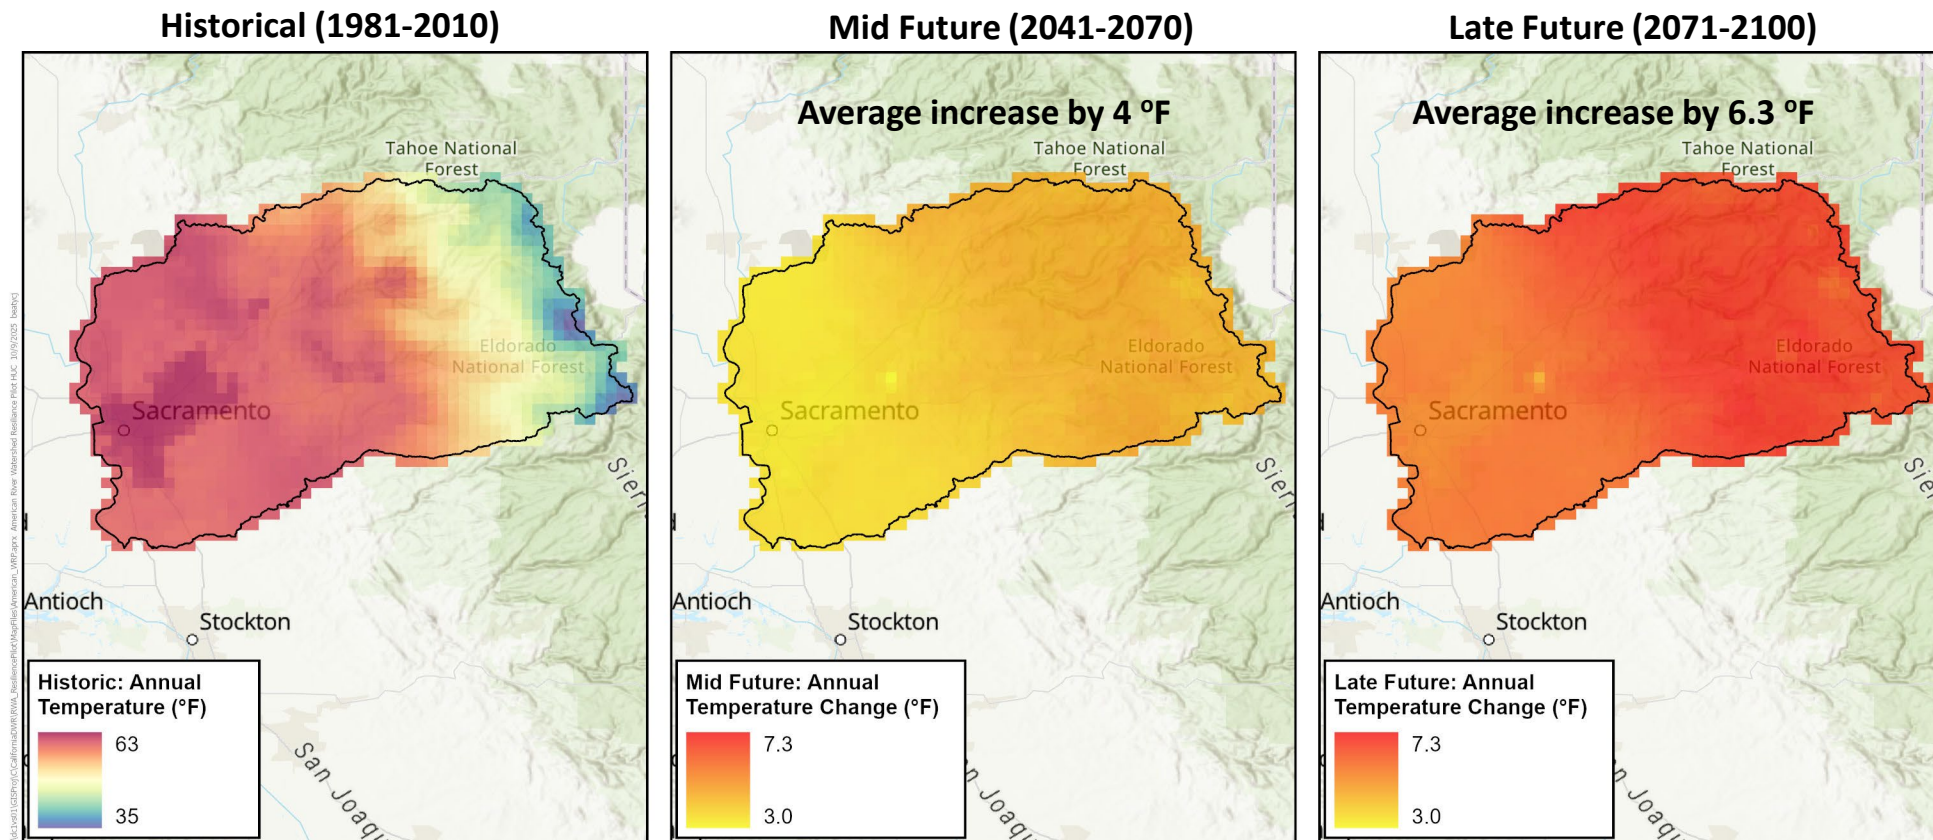 Historical (1981-2010)
Tahoe National
Forest
Eldorado
National Forest
Sacramento
Sier
Antioch
Stockton
San Joaqu
Historic: Annual
Temperature (°F)
63
35
Mid Future (2041-2070)
Average increase by 4 °F
Tahoe National
Forest
Eldorado
National Forest
Sacramento
Sier
Antioch
Stockton
n Joaqu
Mid Future: Annual
Temperature Change (°F)
7.3
3.0
Late Future (2071-2100)
Average increase by 6.3 °F
Tahoe National
Forest
Eldorado
National Forest
Sacramento
Sie
Antioch
Stockton
n Joaqu
Late Future: Annual
Temperature Change (°F)
7.3
3.0